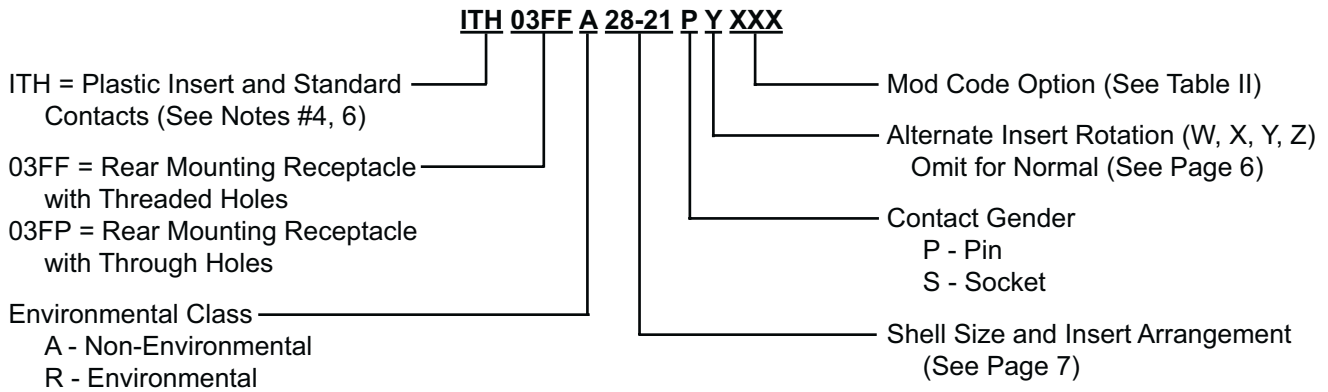 ITH 03FF A 28-21 P Y XXX
ITH = Plastic Insert and Standard
Contacts (See Notes #4, 6)
03FF = Rear Mounting Receptacle
with Threaded Holes
03FP = Rear Mounting Receptacle
with Through Holes
Environmental Class
A - Non-Environmental
R - Environmental
Mod Code Option (See Table II)
Alternate Insert Rotation (W, X, Y, Z)
Omit for Normal (See Page 6)
Contact Gender
P - Pin
S - Socket
Shell Size and Insert Arrangement
(See Page 7)